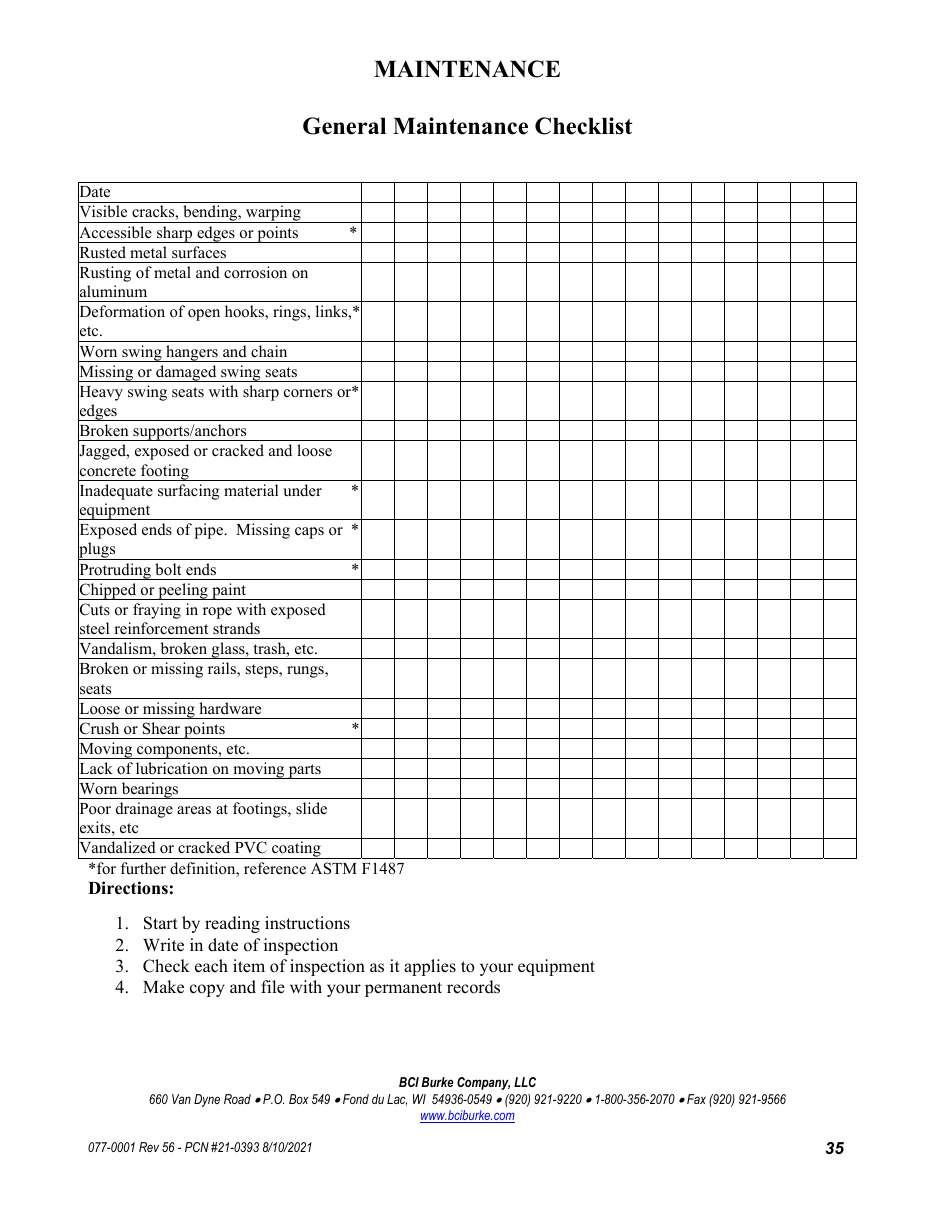 MAINTENANCE
General Maintenance Checklist
Date
Visible cracks, bending, warping
Accessible sharp edges or points *
Rusted metal surfaces
Rusting of metal and corrosion on
aluminum
Deformation of open hooks, rings, links,*
etc.
Worn swing hangers and chain
Missing or damaged swing seats
Heavy swing seats with sharp corners or*
edges
Broken supports/anchors
Jagged, exposed or cracked and loose
concrete footing
Inadequate surfacing material under *
equipment
Exposed ends of pipe.  Missing caps or *
plugs
Protruding bolt ends *
Chipped or peeling paint
Cuts or fraying in rope with exposed
steel reinforcement strands
Vandalism, broken glass, trash, etc.
Broken or missing rails, steps, rungs,
seats
Loose or missing hardware
Crush or Shear points *
Moving components, etc.
Lack of lubrication on moving parts
Worn bearings
Poor drainage areas at footings, slide
exits, etc
Vandalized or cracked PVC coating
*for further definition, reference ASTM F1487
Directions:
1. Start by reading instructions
2. Write in date of inspection
3. Check each item of inspection as it applies to your equipment
4. Make copy and file with your permanent records
BCI Burke Company, LLC
660 Van Dyne Road • P.O. Box 549 • Fond du Lac, WI  54936-0549 • (920) 921-9220 • 1-800-356-2070 • Fax (920) 921-9566
www.bciburke.com
077-0001 Rev 56 - PCN #21-0393 8/10/2021 35